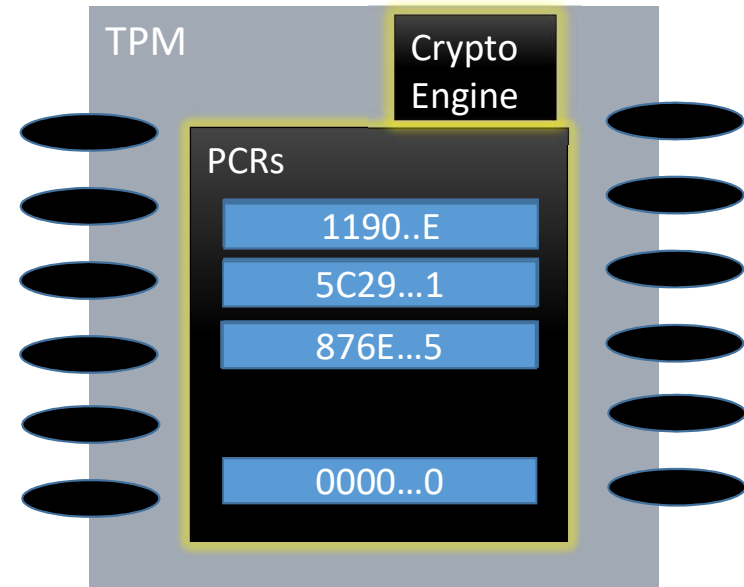 TPM
Crypto
Engine
PCRs
1190..E
5C29...1
876E...5
0000...0